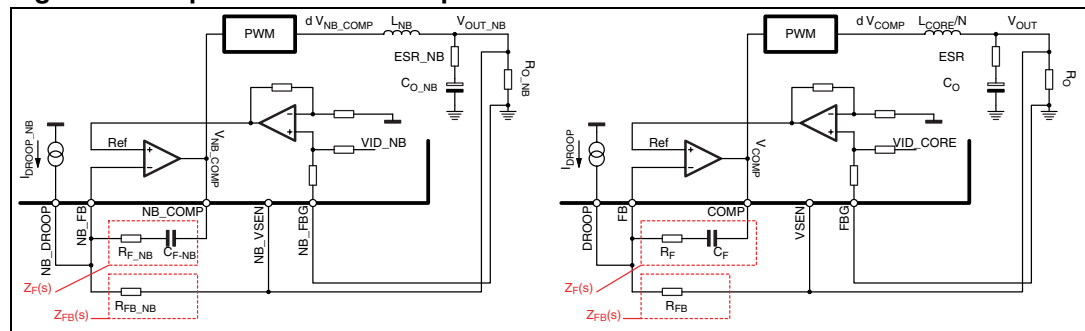 PWM
d V_NB_COMP
L_NB
V_OUT_NB
ESR_NB
C_O_NB
R_O_NB
I_DROOP_NB
Ref
V_NB_COMP
VID_NB
NB_DROOP
NB_FB
NB_COMP
NB_VSEN
NB_FBG
R_F_NB
C_F-NB
Z_F(s)
Z_FB(s)
R_FB_NB
PWM
d V_COMP
L_CORE/N
V_OUT
ESR
C_O
R_O
I_DROOP
Ref
V_COMP
VID_CORE
DROOP
FB
COMP
VSEN
FBG
R_F
C_F
Z_F(s)
Z_FB(s)
R_FB